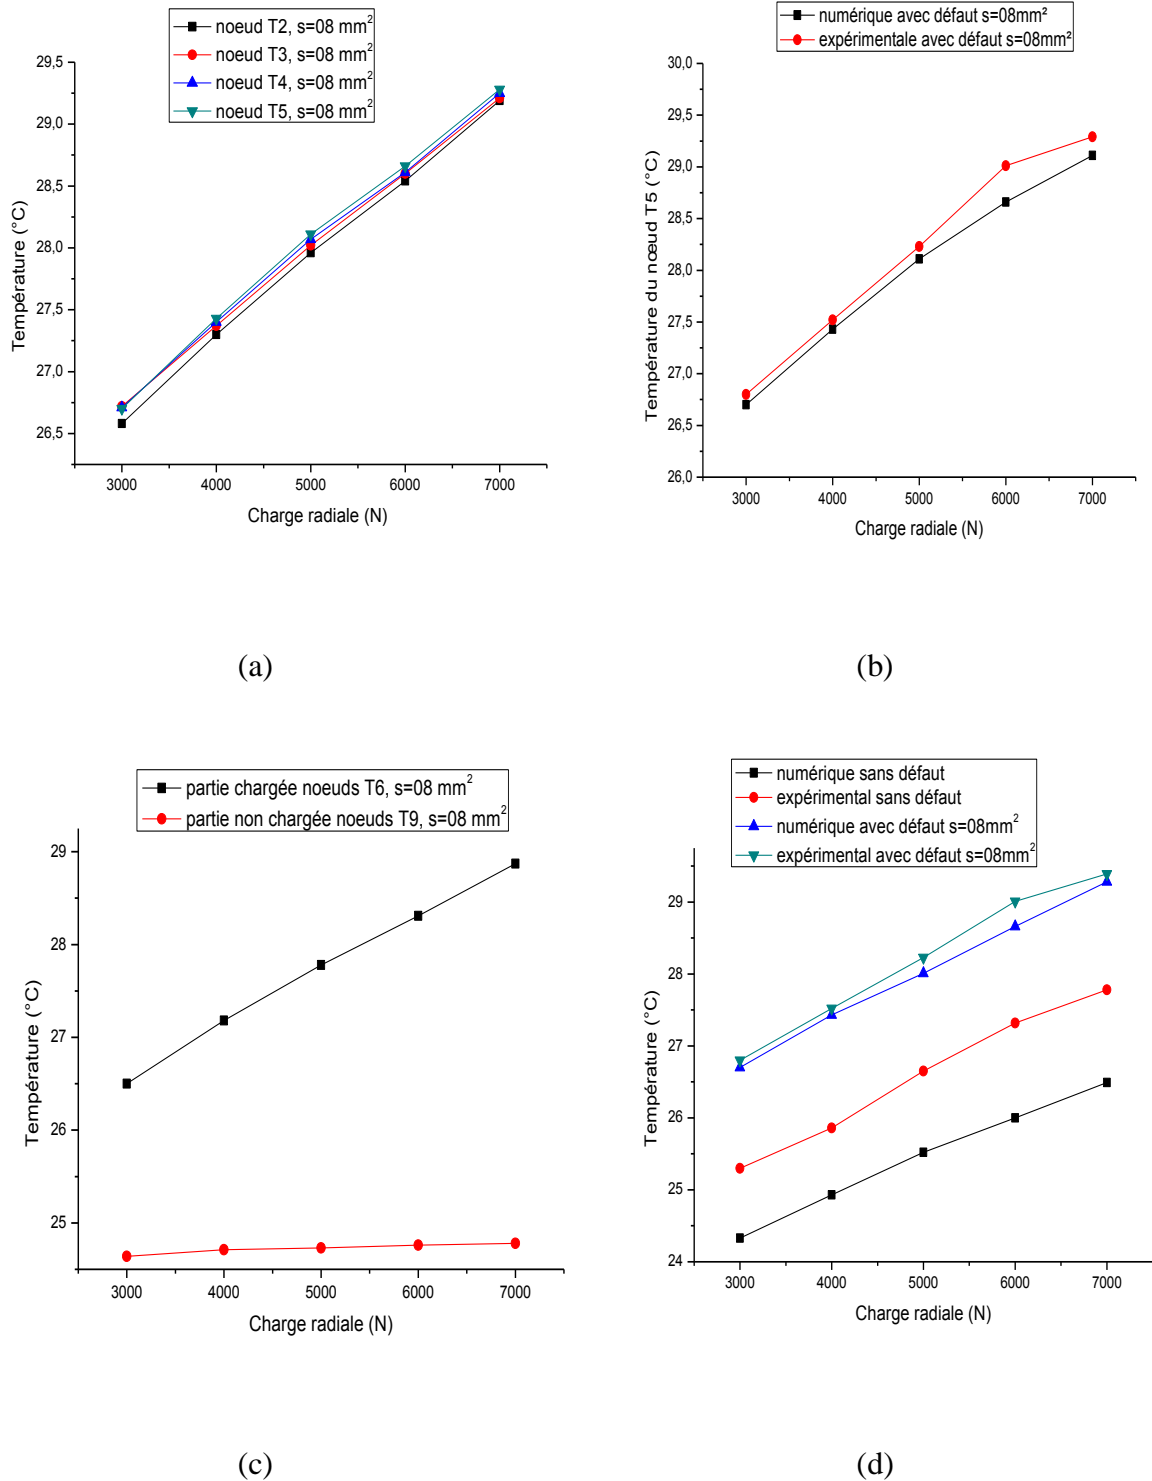 noeud T2, s=08 mm²
noeud T3, s=08 mm²
noeud T4, s=08 mm²
noeud T5, s=08 mm²
29,5
29,0
28,5
28,0
27,5
27,0
26,5
Température (°C)
3000 4000 5000 6000 7000
Charge radiale (N)
(a)
numérique avec défaut s=08mm²
expérimentale avec défaut s=08mm²
30,0
29,5
29,0
28,5
28,0
27,5
27,0
26,5
26,0
Température du nœud T5 (°C)
3000 4000 5000 6000 7000
Charge radiale (N)
(b)
partie chargée noeuds T6, s=08 mm²
partie non chargée noeuds T9, s=08 mm²
29
28
27
26
25
Température (°C)
3000 4000 5000 6000 7000
Charge radiale (N)
(c)
numérique sans défaut
expérimental sans défaut
numérique avec défaut s=08mm²
expérimental avec défaut s=08mm²
29
28
27
26
25
24
Température (°C)
3000 4000 5000 6000 7000
Charge radiale (N)
(d)